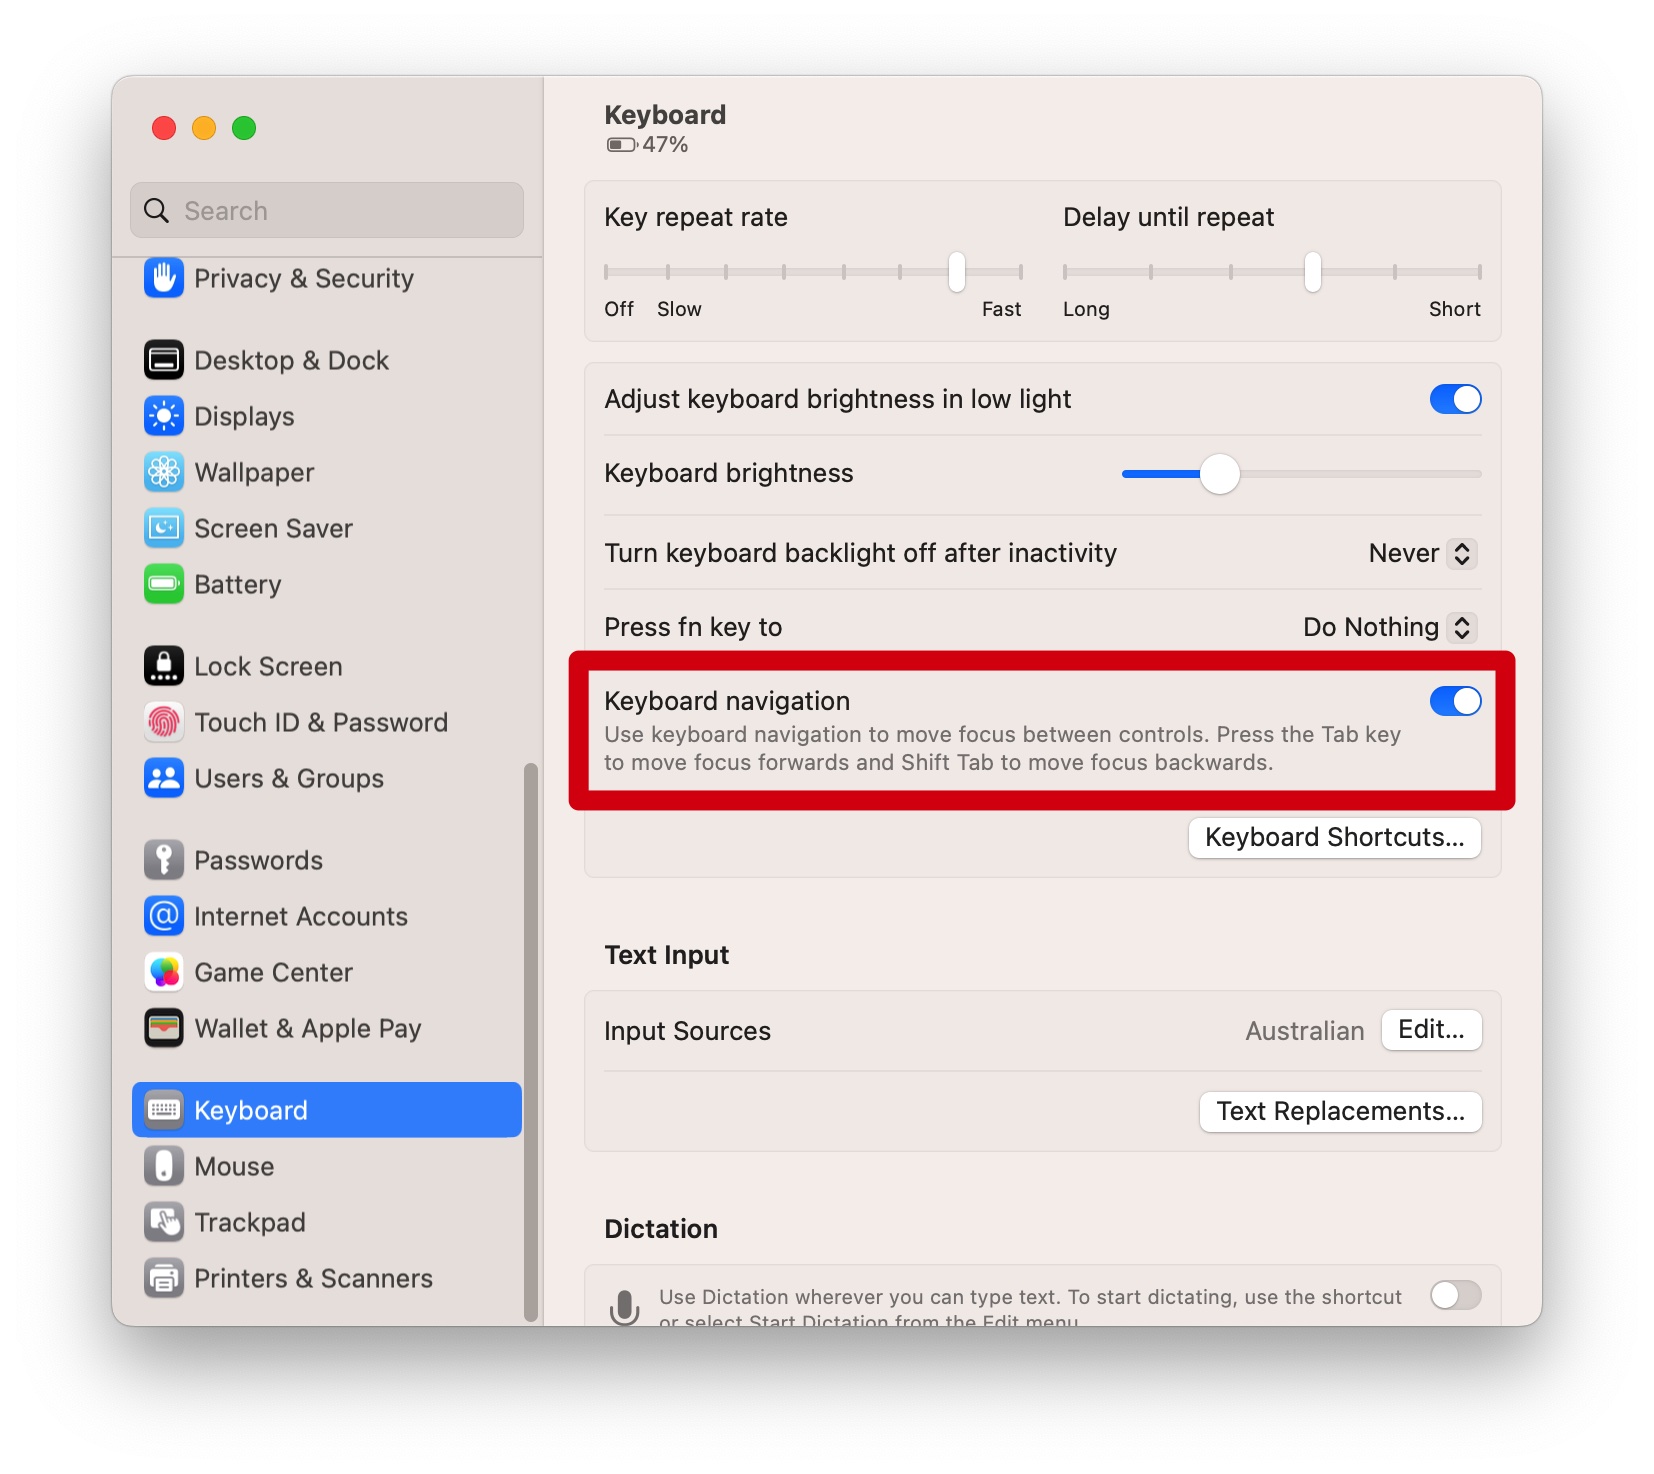 Search
Privacy & Security
Desktop & Dock
Displays
Wallpaper
Screen Saver
Battery
Lock Screen
Touch ID & Password
Users & Groups
Passwords
Internet Accounts
Game Center
Wallet & Apple Pay
Keyboard
Mouse
Trackpad
Printers & Scanners
Keyboard
47%
Key repeat rate
Off Slow Fast
Delay until repeat
Long Short
Adjust keyboard brightness in low light
Keyboard brightness
Turn keyboard backlight off after inactivity Never
Press fn key to Do Nothing
Keyboard navigation
Use keyboard navigation to move focus between controls. Press the Tab key
to move focus forwards and Shift Tab to move focus backwards.
Keyboard Shortcuts...
Text Input
Input Sources Australian Edit...
Text Replacements...
Dictation
Use Dictation wherever you can type text. To start dictating, use the shortcut
or select Start Dictation from the Edit menu.